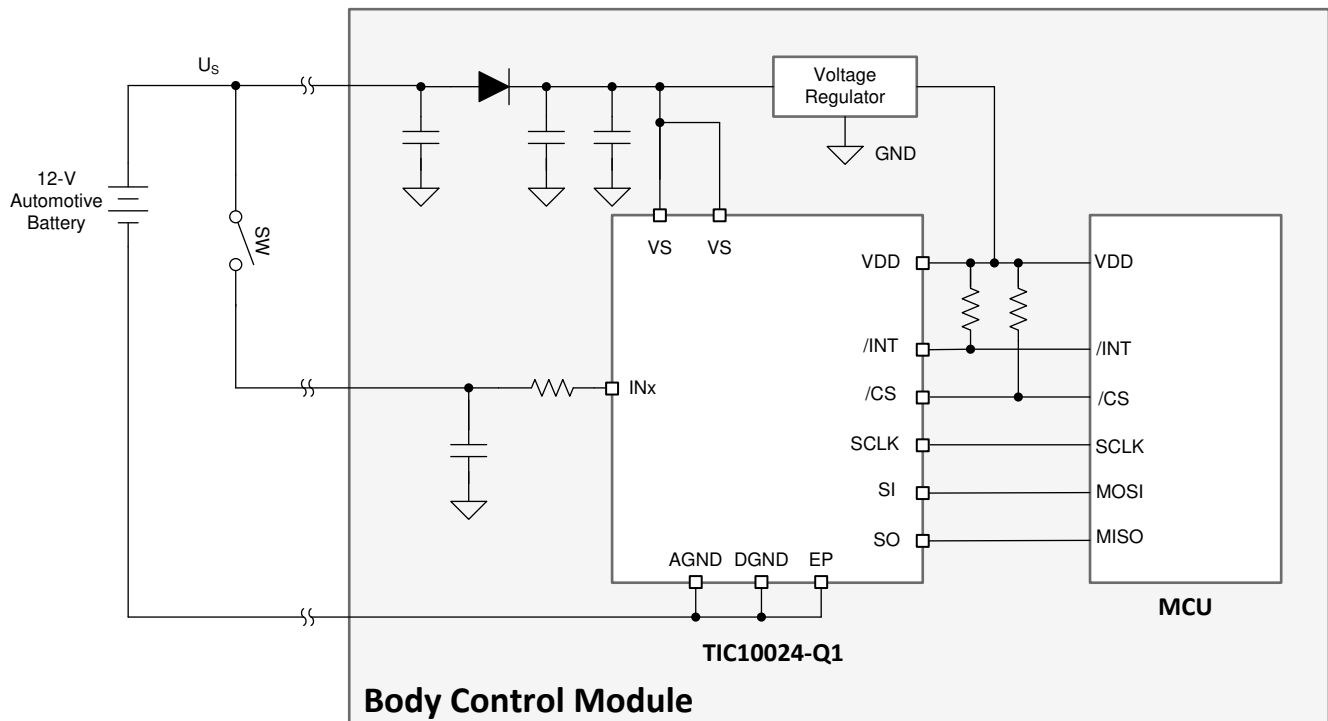 U_S
Voltage
Regulator
GND
12-V
Automotive
Battery
SW
VS
VS
VDD
VDD
/INT
/INT
INx
/CS
/CS
SCLK
SCLK
SI
MOSI
SO
MISO
AGND
DGND
EP
MCU
TIC10024-Q1
Body Control Module